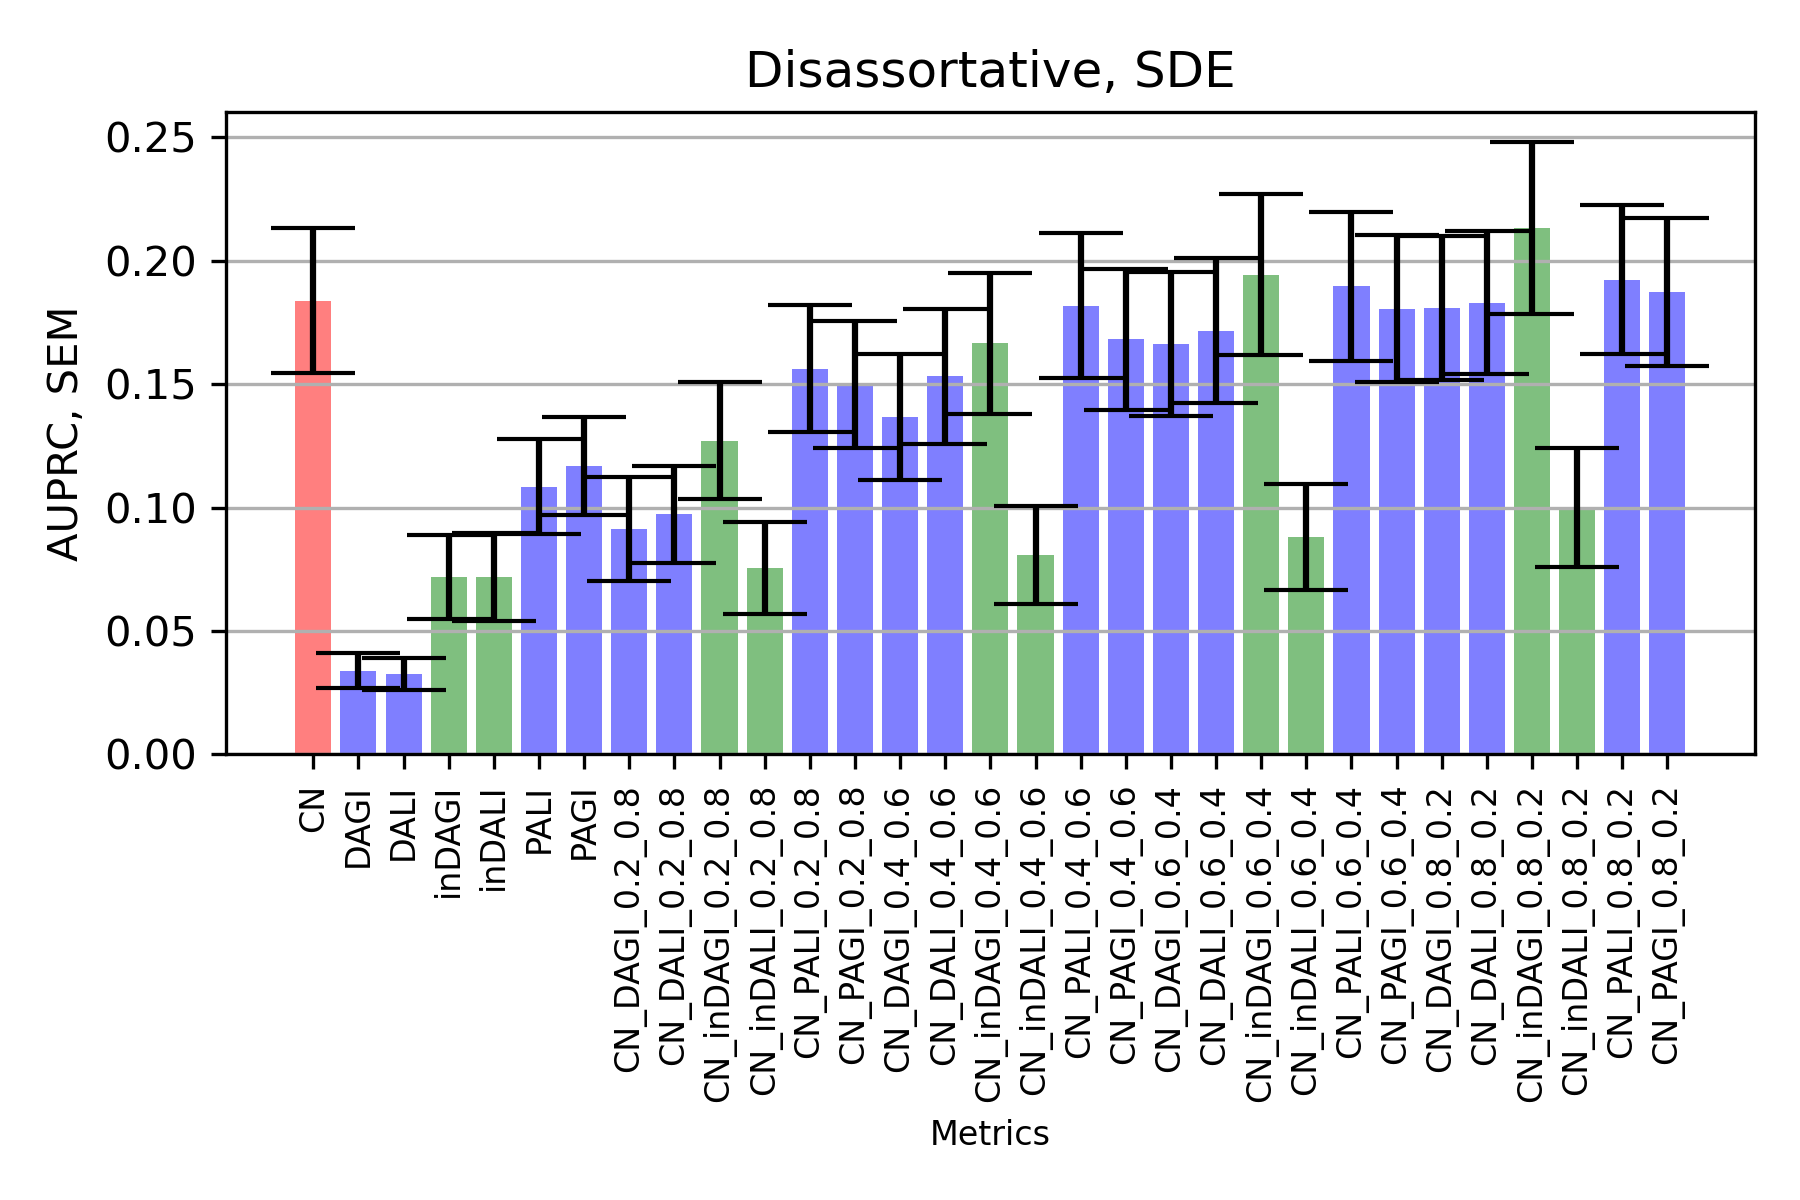 Disassortative, SDE
AUPRC, SEM
0.25
0.20
0.15
0.10
0.05
0.00
CN
DAGI
DALI
inDAGI
inDALI
PALI
PAGI
CN_DAGI_0.2_0.8
CN_DALI_0.2_0.8
CN_inDAGI_0.2_0.8
CN_inDALI_0.2_0.8
CN_PALI_0.2_0.8
CN_PAGI_0.2_0.8
CN_DAGI_0.4_0.6
CN_DALI_0.4_0.6
CN_inDAGI_0.4_0.6
CN_inDALI_0.4_0.6
CN_PALI_0.4_0.6
CN_PAGI_0.4_0.6
CN_DAGI_0.6_0.4
CN_DALI_0.6_0.4
CN_inDAGI_0.6_0.4
CN_inDALI_0.6_0.4
CN_PALI_0.6_0.4
CN_PAGI_0.6_0.4
CN_DAGI_0.8_0.2
CN_DALI_0.8_0.2
CN_inDAGI_0.8_0.2
CN_inDALI_0.8_0.2
CN_PALI_0.8_0.2
CN_PAGI_0.8_0.2
Metrics